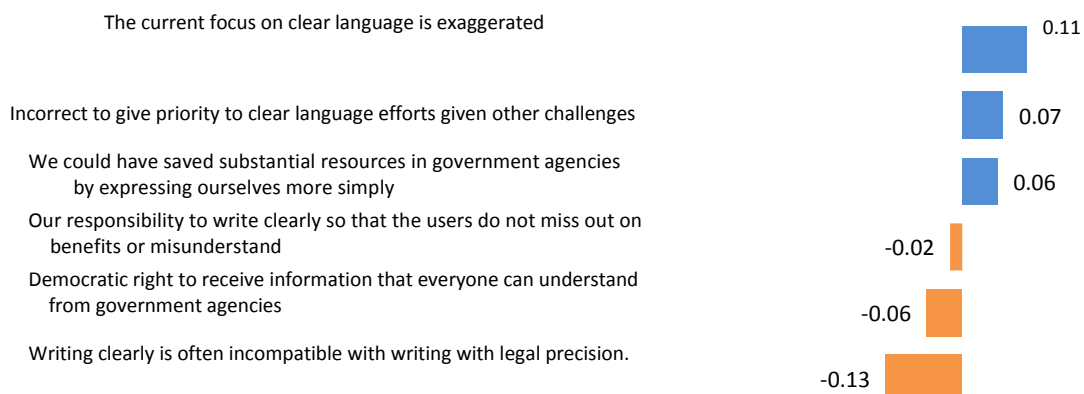 The current focus on clear language is exaggerated
0.11
Incorrect to give priority to clear language efforts given other challenges
0.07
We could have saved substantial resources in government agencies
by expressing ourselves more simply
0.06
Our responsibility to write clearly so that the users do not miss out on
benefits or misunderstand
-0.02
Democratic right to receive information that everyone can understand
from government agencies
-0.06
Writing clearly is often incompatible with writing with legal precision.
-0.13